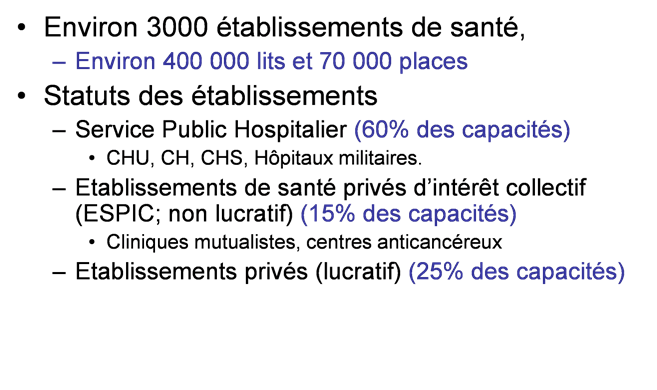 • Environ 3000 établissements de santé,
– Environ 400 000 lits et 70 000 places
• Statuts des établissements
– Service Public Hospitalier (60% des capacités)
• CHU, CH, CHS, Hôpitaux militaires.
– Etablissements de santé privés d’intérêt collectif
(ESPIC; non lucratif) (15% des capacités)
• Cliniques mutualistes, centres anticancéreux
– Etablissements privés (lucratif) (25% des capacités)